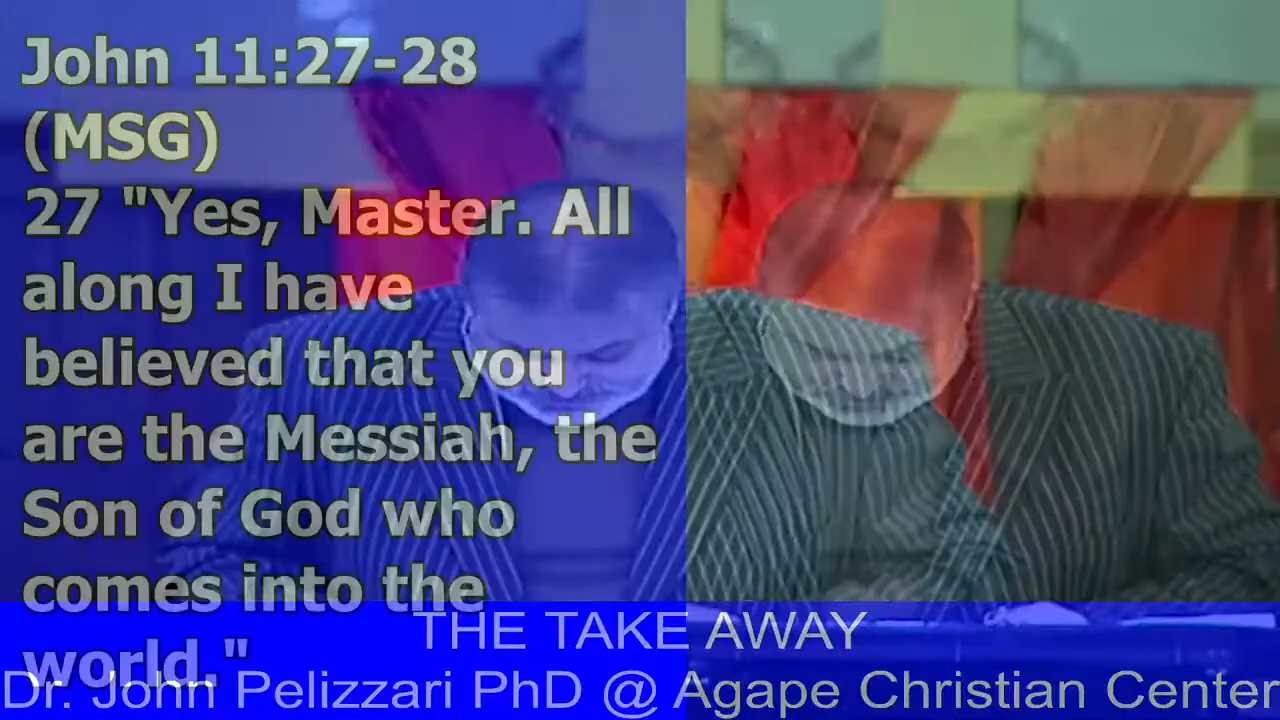 John 11:27-28
(MSG)
27 "Yes, Master. All
along I have
believed that you
are the Messiah, the
Son of God who
comes into the
world."
THE TAKE AWAY
Dr. John Pelizzari PhD @ Agape Christian Center